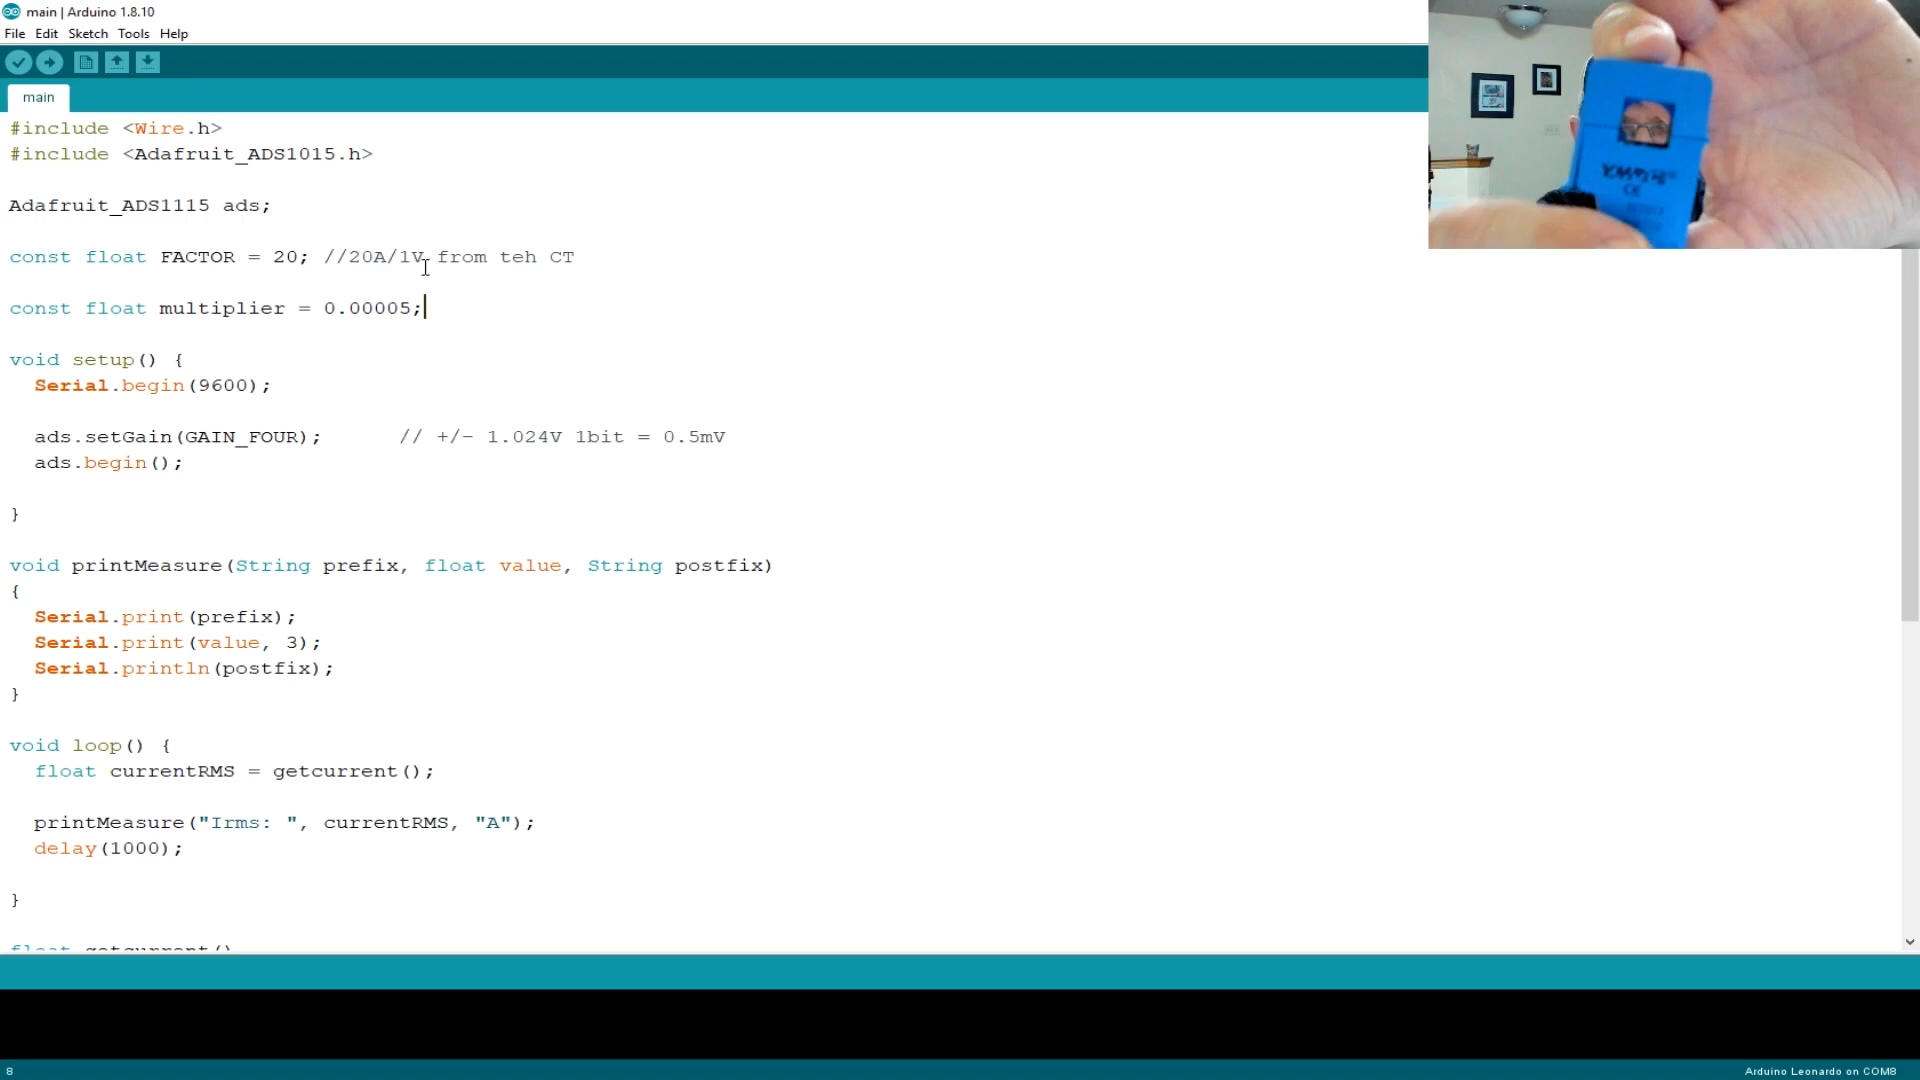 main | Arduino 1.8.10
File Edit Sketch Tools Help
main
#include <Wire.h>
#include <Adafruit_ADS1015.h>
Adafruit_ADS1115 ads;
const float FACTOR = 20; //20A/1V from teh CT
const float multiplier = 0.00005;
void setup() {
Serial.begin(9600);
ads.setGain(GAIN_FOUR); // +/- 1.024V 1bit = 0.5mV
ads.begin();
}
void printMeasure(String prefix, float value, String postfix)
{
Serial.print(prefix);
Serial.print(value, 3);
Serial.println(postfix);
}
void loop() {
float currentRMS = getcurrent();
printMeasure("Irms: ", currentRMS, "A");
delay(1000);
}
float getcurrent()
8
Arduino Leonardo on COM8
CE